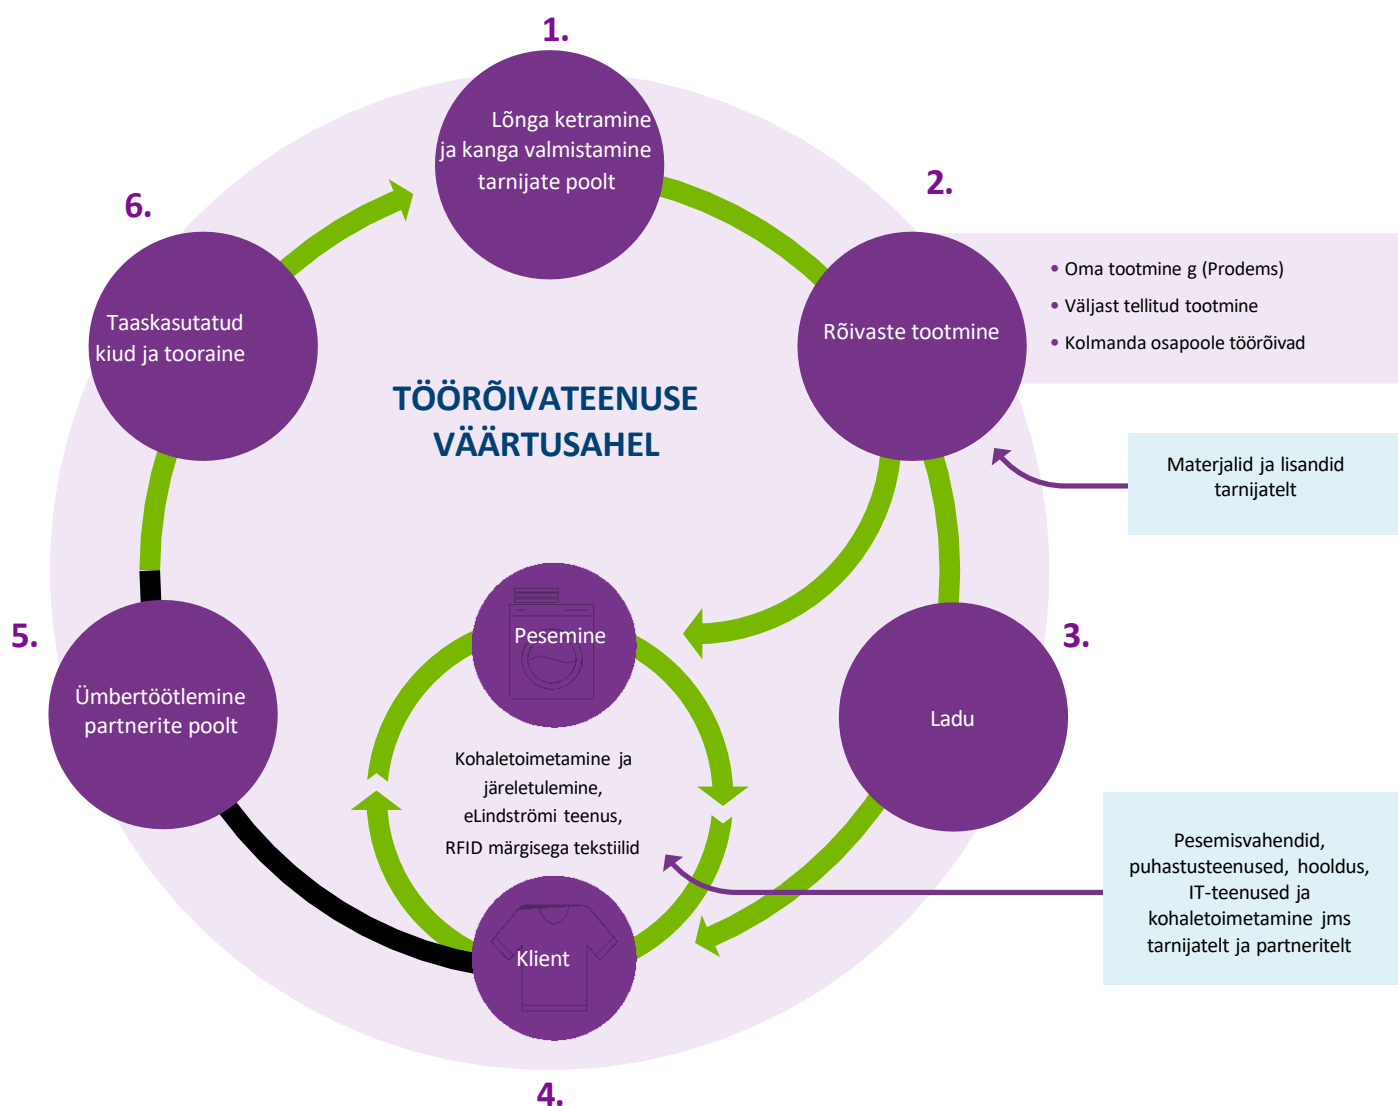 1.
Lõnga ketramine
ja kanga valmistamine
tarnijate poolt
2.
Rõivaste tootmine
• Oma tootmine g (Prodems)
• Väljast tellitud tootmine
• Kolmanda osapoole töörõivad
6.
Taaskasutatud
kiud ja tooraine
TÖÖRÕIVATEENUSE
VÄÄRTUSAHEL
Materjalid ja lisandid
tarnijatelt
5.
Ümbertöötlemine
partnerite poolt
Pesemine
3.
Ladu
Kohaletoimetamine ja
järeletulemine,
eLindströmi teenus,
RFID märgisega tekstiilid
Pesemisvahendid,
puhastusteenused, hooldus,
IT-teenused ja
kohaletoimetamine jms
tarnijatelt ja partneritelt
Klient
4.